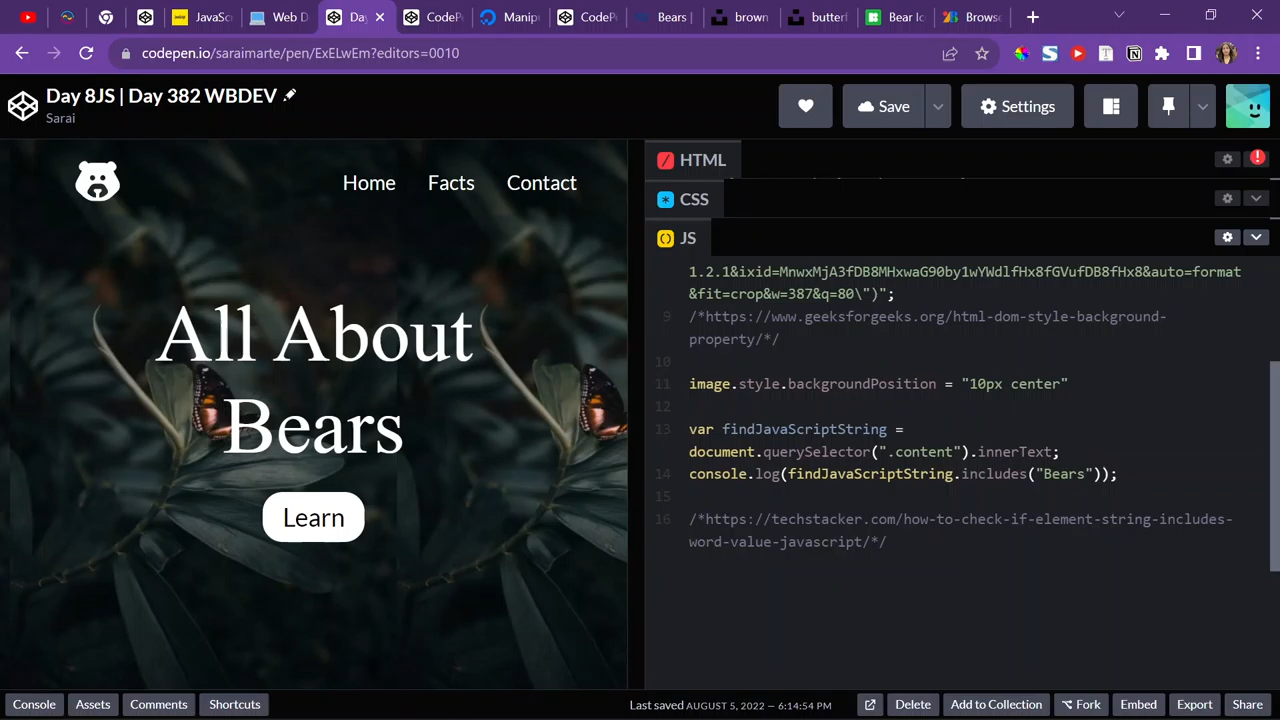 JavaSc
Web D
Day
CodeP
Manip
CodeP
Bears |
brown
butterf
Bear Ic
Browse
codepen.io/saraimarte/pen/ExELwEm?editors=0010
Day 8JS | Day 382 WBDEV
Sarai
Save
Settings
Home
Facts
Contact
All About
Bears
Learn
HTML
CSS
JS
1.2.1&ixid=MnwxMjA3fDB8MHxwaG90by1wYWdlfHx8fGVufDB8fHx8&auto=format
&fit=crop&w=387&q=80\")";
9 /*https://www.geeksforgeeks.org/html-dom-style-background-
property/*/
10
11 image.style.backgroundPosition = "10px center"
12
13 var findJavaScriptString =
document.querySelector(".content").innerText;
14 console.log(findJavaScriptString.includes("Bears"));
15
16 /*https://techstacker.com/how-to-check-if-element-string-includes-
word-value-javascript/*/
Console
Assets
Comments
Shortcuts
Last saved AUGUST 5, 2022 — 6:14:54 PM
Delete
Add to Collection
Fork
Embed
Export
Share